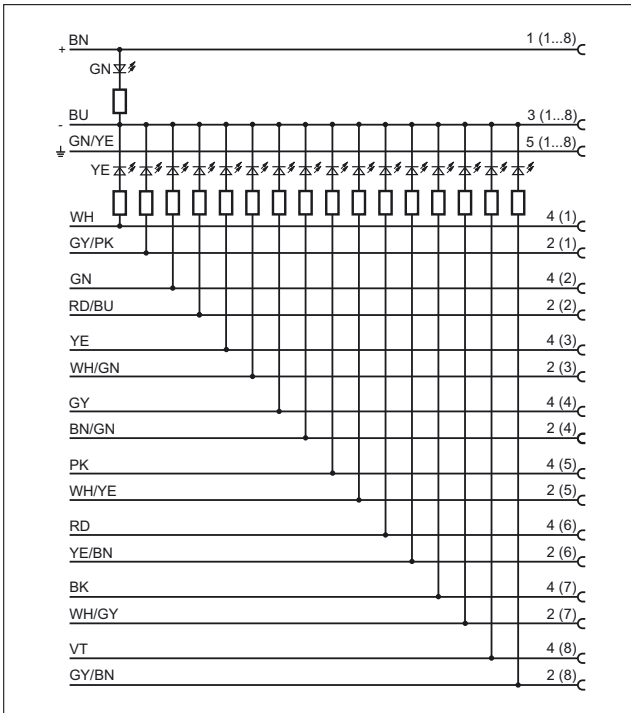 BN 1 (1...8)
+
GN
BU 3 (1...8)
-
GN/YE 5 (1...8)
YE
WH 4 (1)
GY/PK 2 (1)
GN 4 (2)
RD/BU 2 (2)
YE 4 (3)
WH/GN 2 (3)
GY 4 (4)
BN/GN 2 (4)
PK 4 (5)
WH/YE 2 (5)
RD 4 (6)
YE/BN 2 (6)
BK 4 (7)
WH/GY 2 (7)
VT 4 (8)
GY/BN 2 (8)